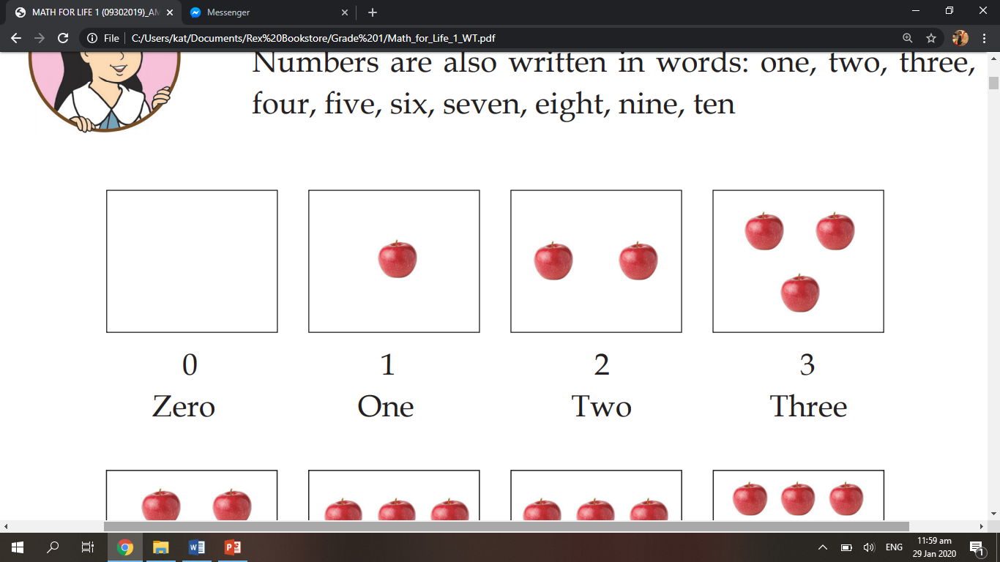 MATH FOR LIFE 1 (09302019)_AM
Messenger
File
C:/Users/kat/Documents/Rex%20Bookstore/Grade%201/Math_for_Life_1_WT.pdf
Numbers are also written in words: one, two, three,
four, five, six, seven, eight, nine, ten
0 1 2 3
Zero One Two Three
ENG
11:59 am
29 Jan 2020
1